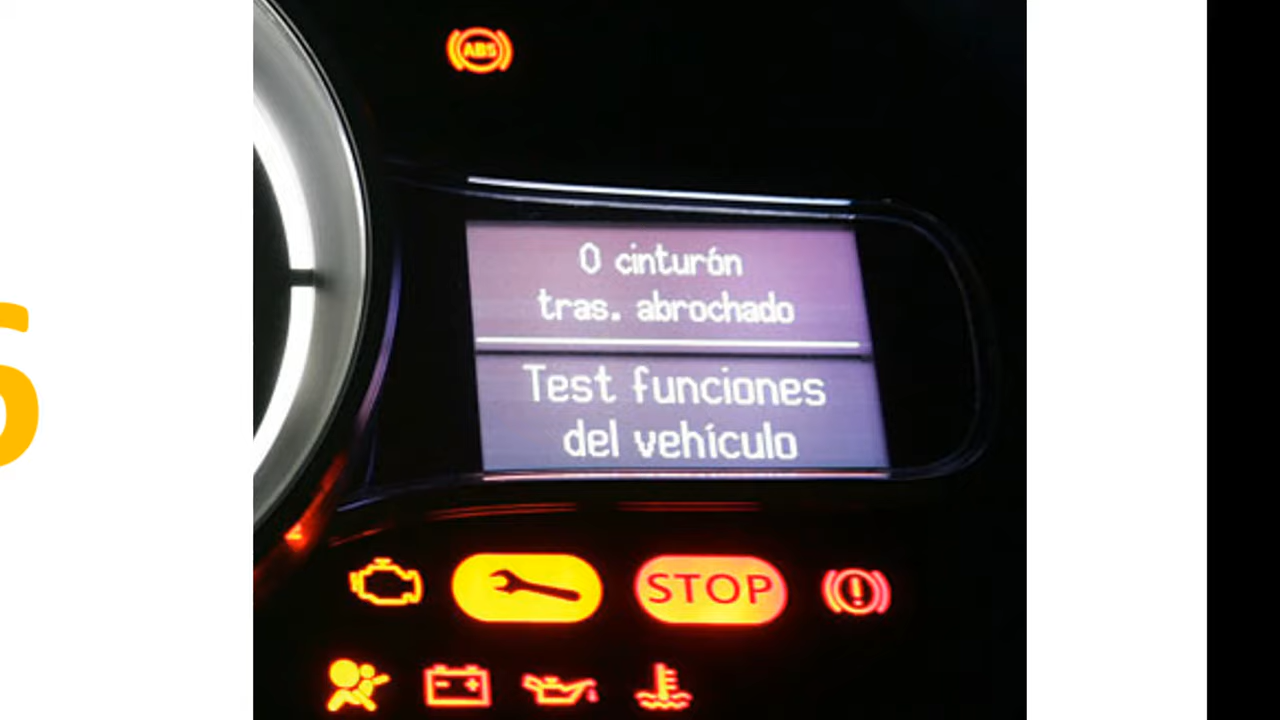 ABS
0 cinturón
tras. abrochado
Test funciones
del vehículo
STOP